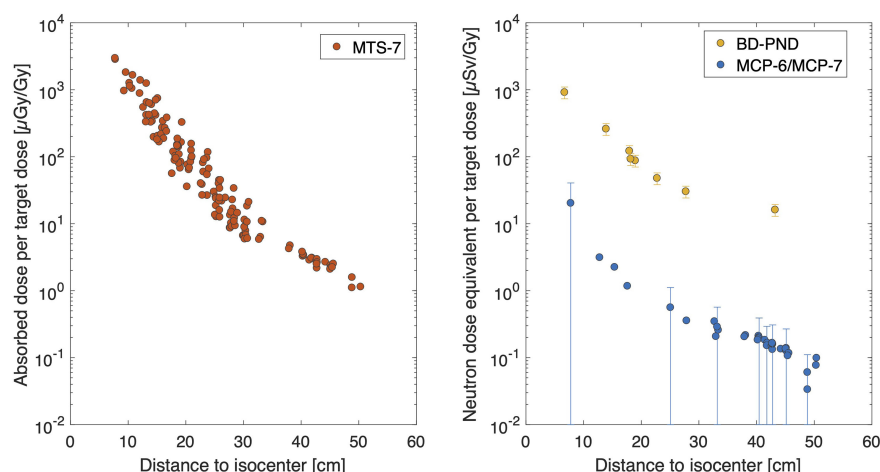 Absorbed dose per target dose [µGy/Gy]
10^4
10^3
10^2
10^1
10^0
10^-1
10^-2
0 10 20 30 40 50 60
Distance to isocenter [cm]
MTS-7
Neutron dose equivalent per target dose [µSv/Gy]
10^4
10^3
10^2
10^1
10^0
10^-1
10^-2
0 10 20 30 40 50 60
Distance to isocenter [cm]
BD-PND
MCP-6/MCP-7